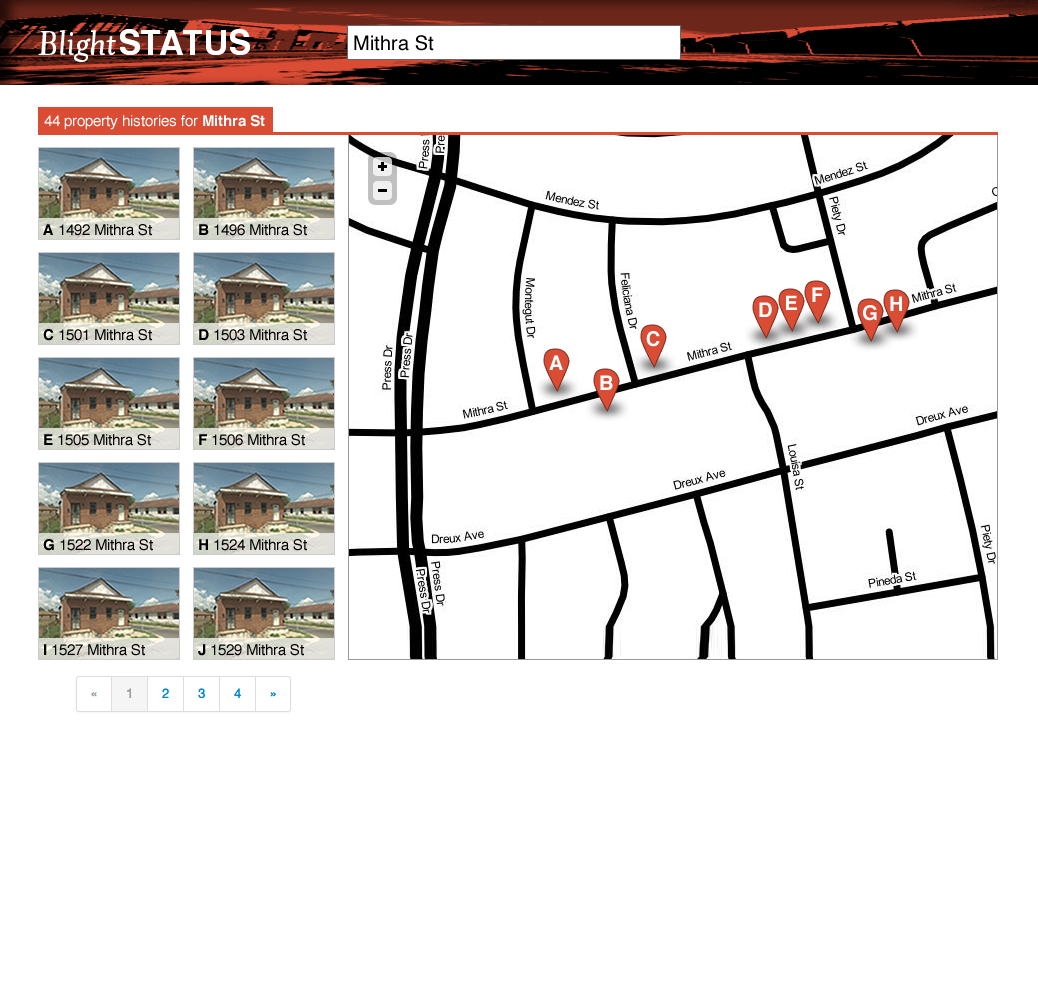 BlightSTATUS
Mithra St
44 property histories for Mithra St
A 1492 Mithra St
B 1496 Mithra St
C 1501 Mithra St
D 1503 Mithra St
E 1505 Mithra St
F 1506 Mithra St
G 1522 Mithra St
H 1524 Mithra St
I 1527 Mithra St
J 1529 Mithra St
« 1 2 3 4 »
+
−
Press
Pre
Mendez St
Mendez St
Piety Dr
Montegut Dr
Feliciana Dr
Mithra St
D
E
F
G
H
C
A
B
Mithra St
Press Dr
Press Dr
Mithra St
Dreux Ave
Louisa St
Dreux Ave
Dreux Ave
Piety Dr
Press Dr
Press Dr
Pineda St